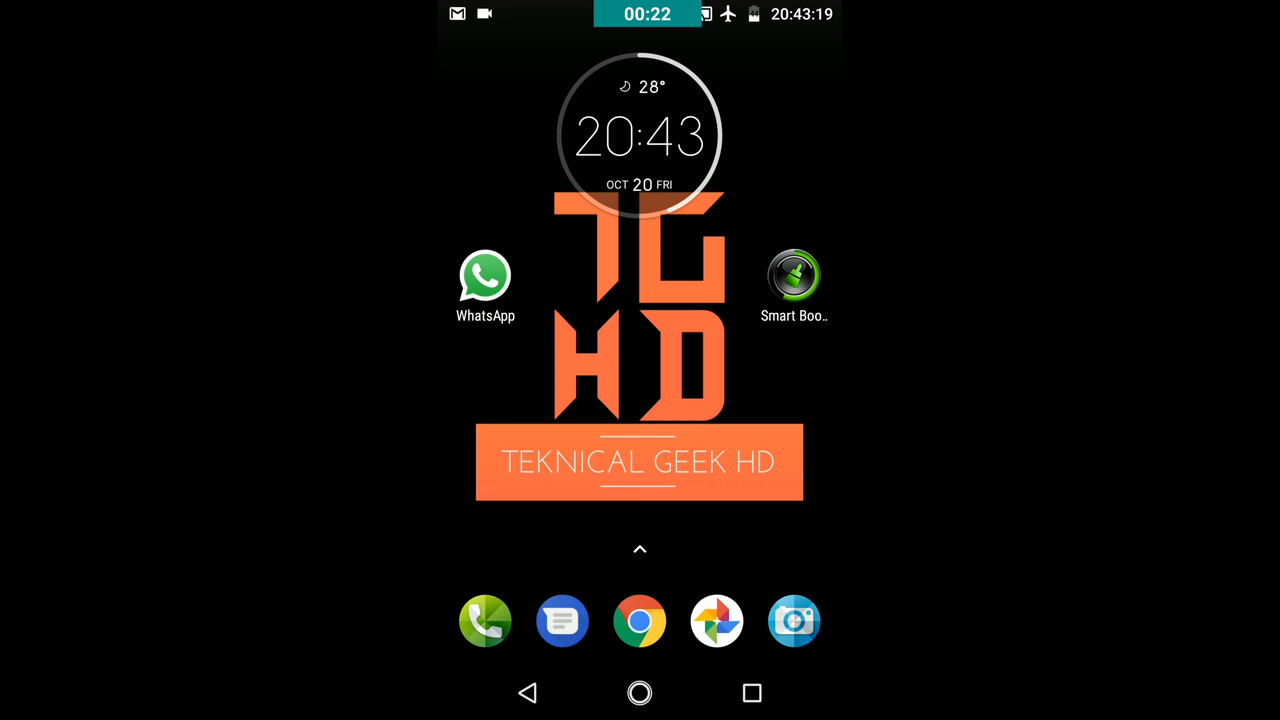 00:22
20:43:19
28°
20:43
OCT 20 FRI
TG
HD
WhatsApp
Smart Boo..
TEKNICAL GEEK HD